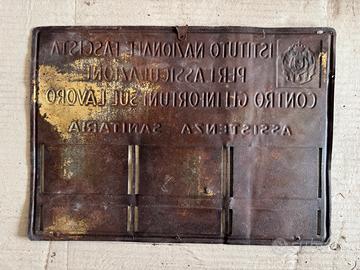 ISTITUTO NAZIONALE FASCISTA
PER L'ASSICURAZIONE
CONTRO GLI INFORTUNI SUL LAVORO
ASSISTENZA SANITARIA